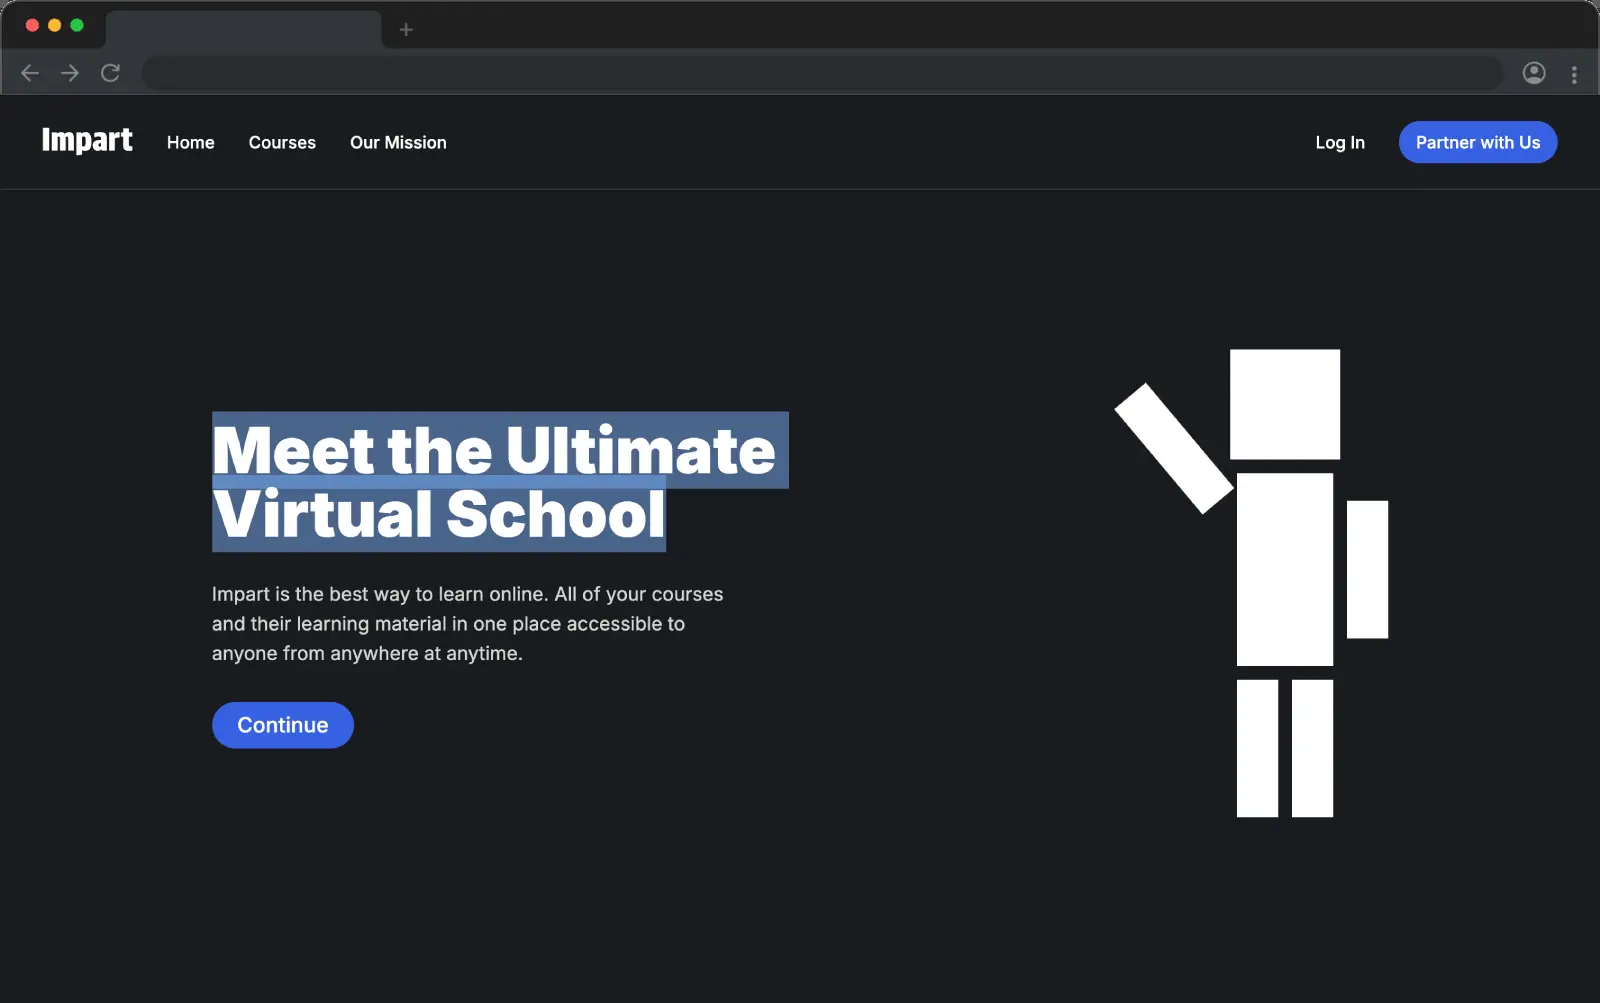 Impart Home Courses Our Mission Log In Partner with Us
Meet the Ultimate
Virtual School
Impart is the best way to learn online. All of your courses
and their learning material in one place accessible to
anyone from anywhere at anytime.
Continue